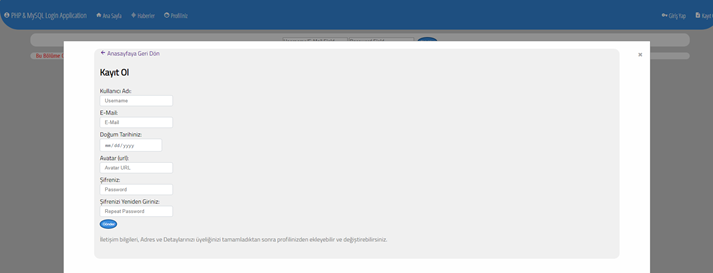 PHP & MySQL Login Application Ana Sayfa Haberler Profiliniz Giriş Yap Kayıt
Bu Bölüme
Anasayfaya Geri Dön ×
Kayıt Ol
Kullanıcı Adı:
Username
E-Mail:
E-Mail
Doğum Tarihiniz:
mm/dd/yyyy
Avatar (url):
Avatar URL
Şifreniz:
Password
Şifrenizi Yeniden Giriniz:
Repeat Password
Gönder
İletişim bilgileri, Adres ve Detaylarınızı üyeliğinizi tamamladıktan sonra profilinizden ekleyebilir ve değiştirebilirsiniz.